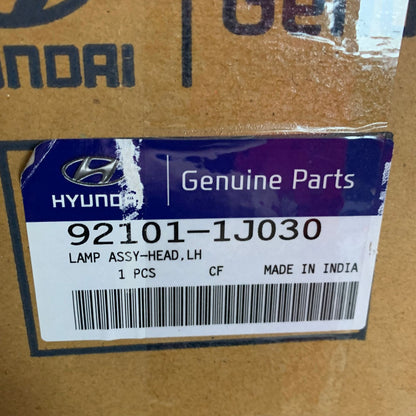 HYUNDAI
Genuine Parts
92101-1J030
LAMP ASSY-HEAD,LH
1 PCS CF MADE IN INDIA